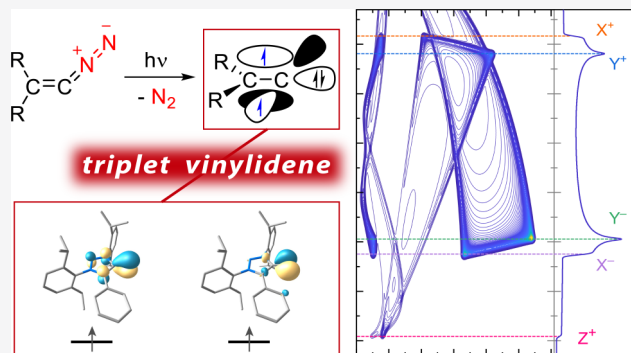 R
R
C=C=N⁺–N⁻
hν
- N₂
R
R
C–C
triplet vinylidene
X⁺
Y⁺
Y⁻
X⁻
Z⁺